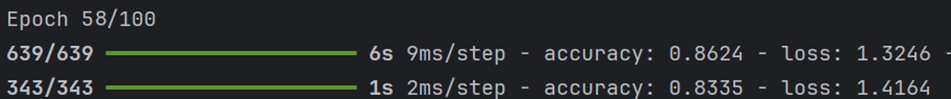 Epoch 58/100
639/639 ━━━━━━━━━━━━━━━━━━━━ 6s 9ms/step - accuracy: 0.8624 - loss: 1.3246 -
343/343 ━━━━━━━━━━━━━━━━━━━━ 1s 2ms/step - accuracy: 0.8335 - loss: 1.4164